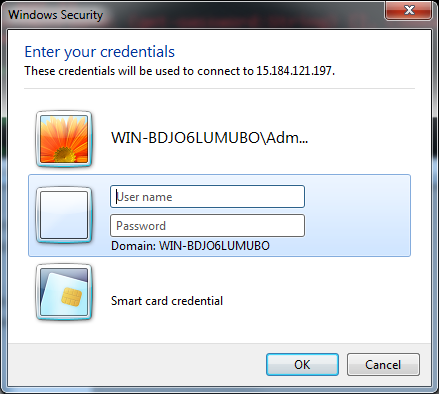 Windows Security
Enter your credentials
These credentials will be used to connect to 15.184.121.197.
WIN-BDJO6LUMUBO\Adm...
User name
Password
Domain: WIN-BDJO6LUMUBO
Smart card credential
OK
Cancel